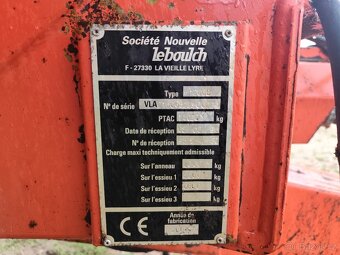 Société Nouvelle
Leboulch
F - 27330 LA VIEILLE LYRE
Type
N° de série VLA
PTAC kg
Date de réception
N° de réception
Charge maxi techniquement admissible
Sur l'anneau kg
Sur l'essieu 1 kg
Sur l'essieu 2 kg
Sur l'essieu 3 kg
CE
Année de
fabrication